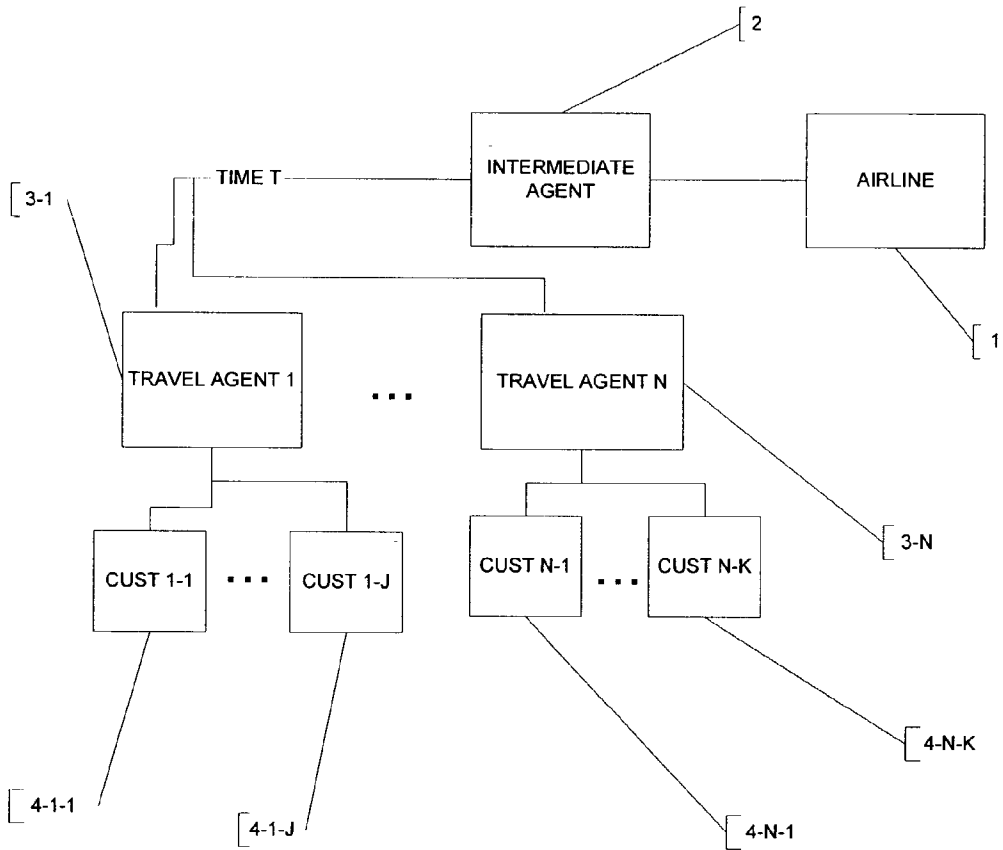 2
INTERMEDIATE
AGENT
AIRLINE
TIME T
3-1
1
TRAVEL AGENT 1
...
TRAVEL AGENT N
3-N
CUST 1-1
...
CUST 1-J
CUST N-1
...
CUST N-K
4-N-K
4-1-1
4-1-J
4-N-1